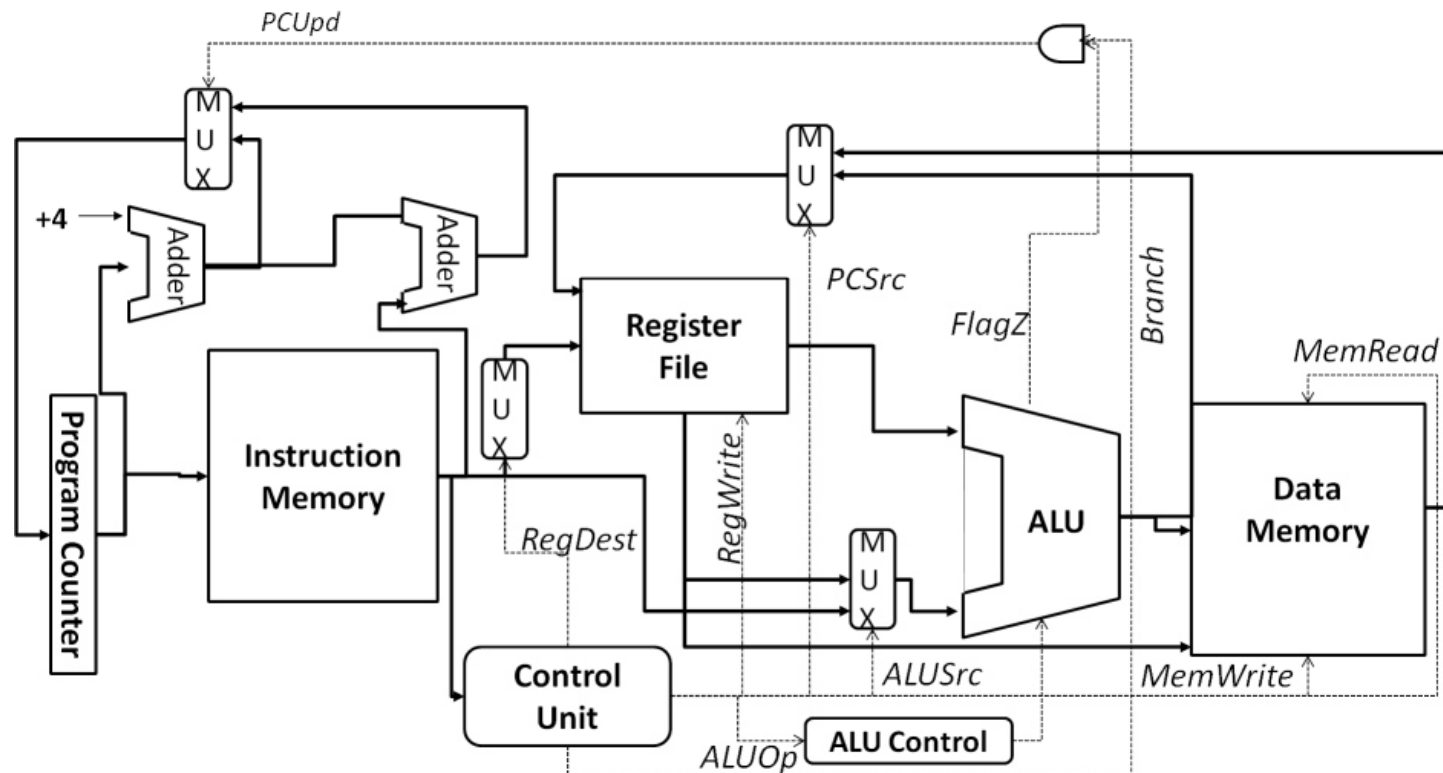 PCUpd
M
U
X
M
U
X
+4
Adder
Adder
PCSrc
FlagZ
Branch
Register
File
MemRead
M
U
X
Program Counter
Instruction
Memory
RegWrite
ALU
Data
Memory
RegDest
M
U
X
Control
Unit
ALUSrc
MemWrite
ALUOp
ALU Control